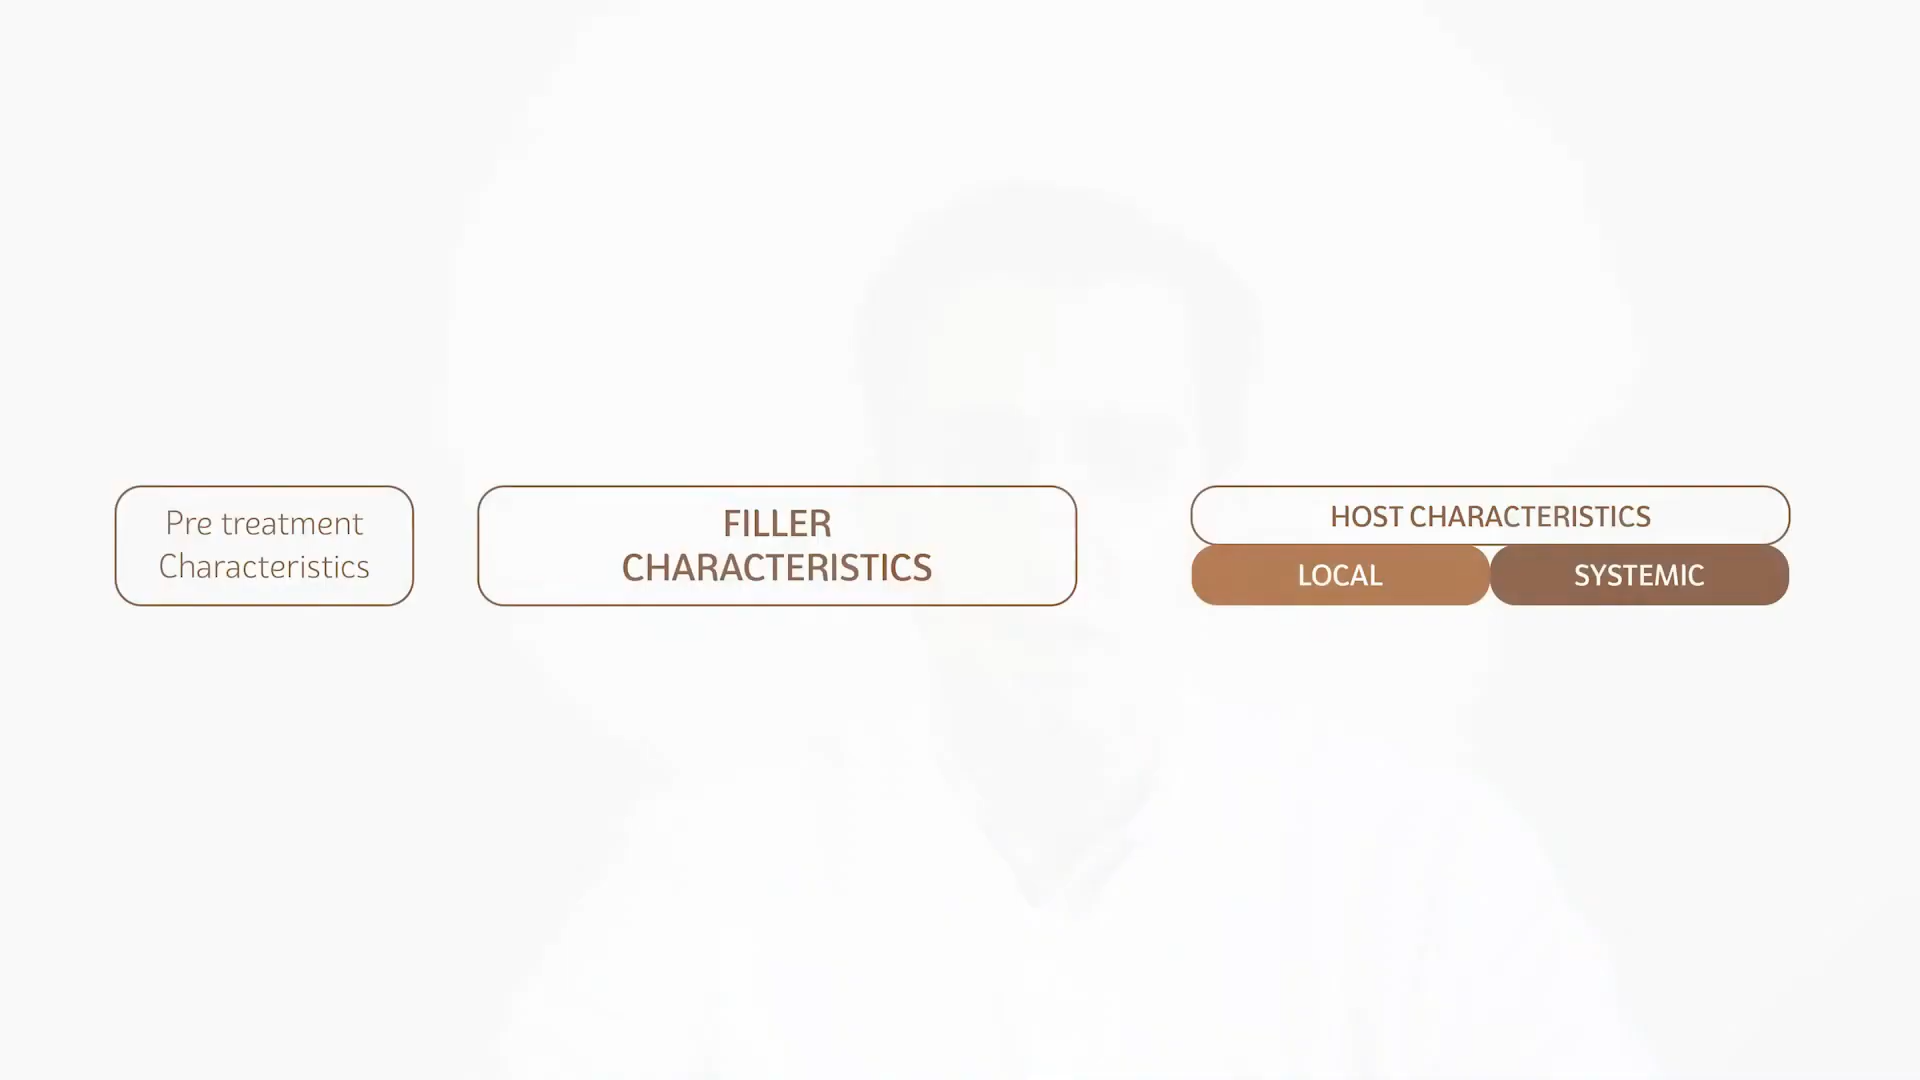 Pre treatment
Characteristics
FILLER
CHARACTERISTICS
HOST CHARACTERISTICS
LOCAL
SYSTEMIC